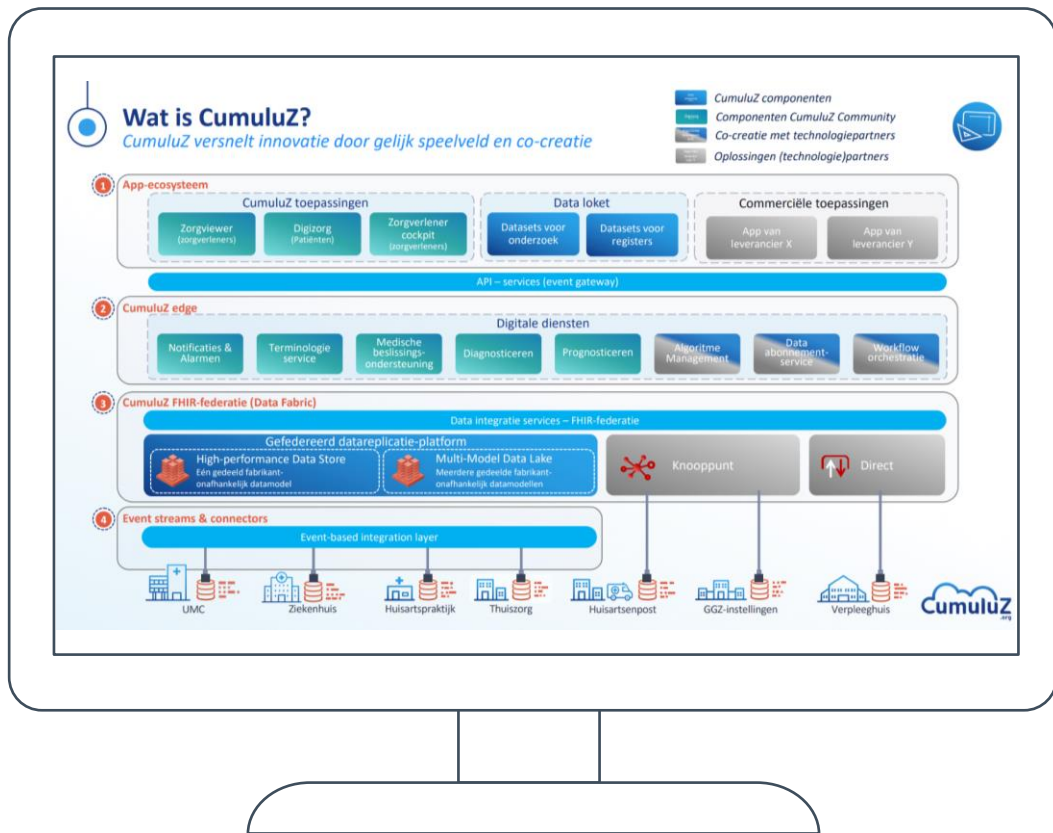 Wat is CumuluZ?
CumuluZ versnelt innovatie door gelijk speelveld en co-creatie
CumuluZ componenten
Componenten CumuluZ Community
Co-creatie met technologiepartners
Oplossingen (technologie)partners
1
App-ecosysteem
CumuluZ toepassingen
Zorgviewer
(zorgverleners)
Digizorg
(Patiënten)
Zorgverlener
cockpit
(zorgverleners)
Data loket
Datasets voor
onderzoek
Datasets voor
registers
Commerciële toepassingen
App van
leverancier X
App van
leverancier Y
API – services (event gateway)
2
CumuluZ edge
Digitale diensten
Notificaties &
Alarmen
Terminologie
service
Medische
beslissings-
ondersteuning
Diagnosticeren
Prognosticeren
Algoritme
Management
Data
abonnement-
service
Workflow
orchestratie
3
CumuluZ FHIR-federatie (Data Fabric)
Data integratie services – FHIR-federatie
Gefedereerd datareplicatie-platform
High-performance Data Store
Eén gedeeld fabrikant-
onafhankelijk datamodel
Multi-Model Data Lake
Meerdere gedeelde fabrikant-
onafhankelijk datamodellen
Knooppunt
Direct
4
Event streams & connectors
Event-based integration layer
UMC
Ziekenhuis
Huisartspraktijk
Thuiszorg
Huisartsenpost
GGZ-instellingen
Verpleeghuis
CumuluZ
.org